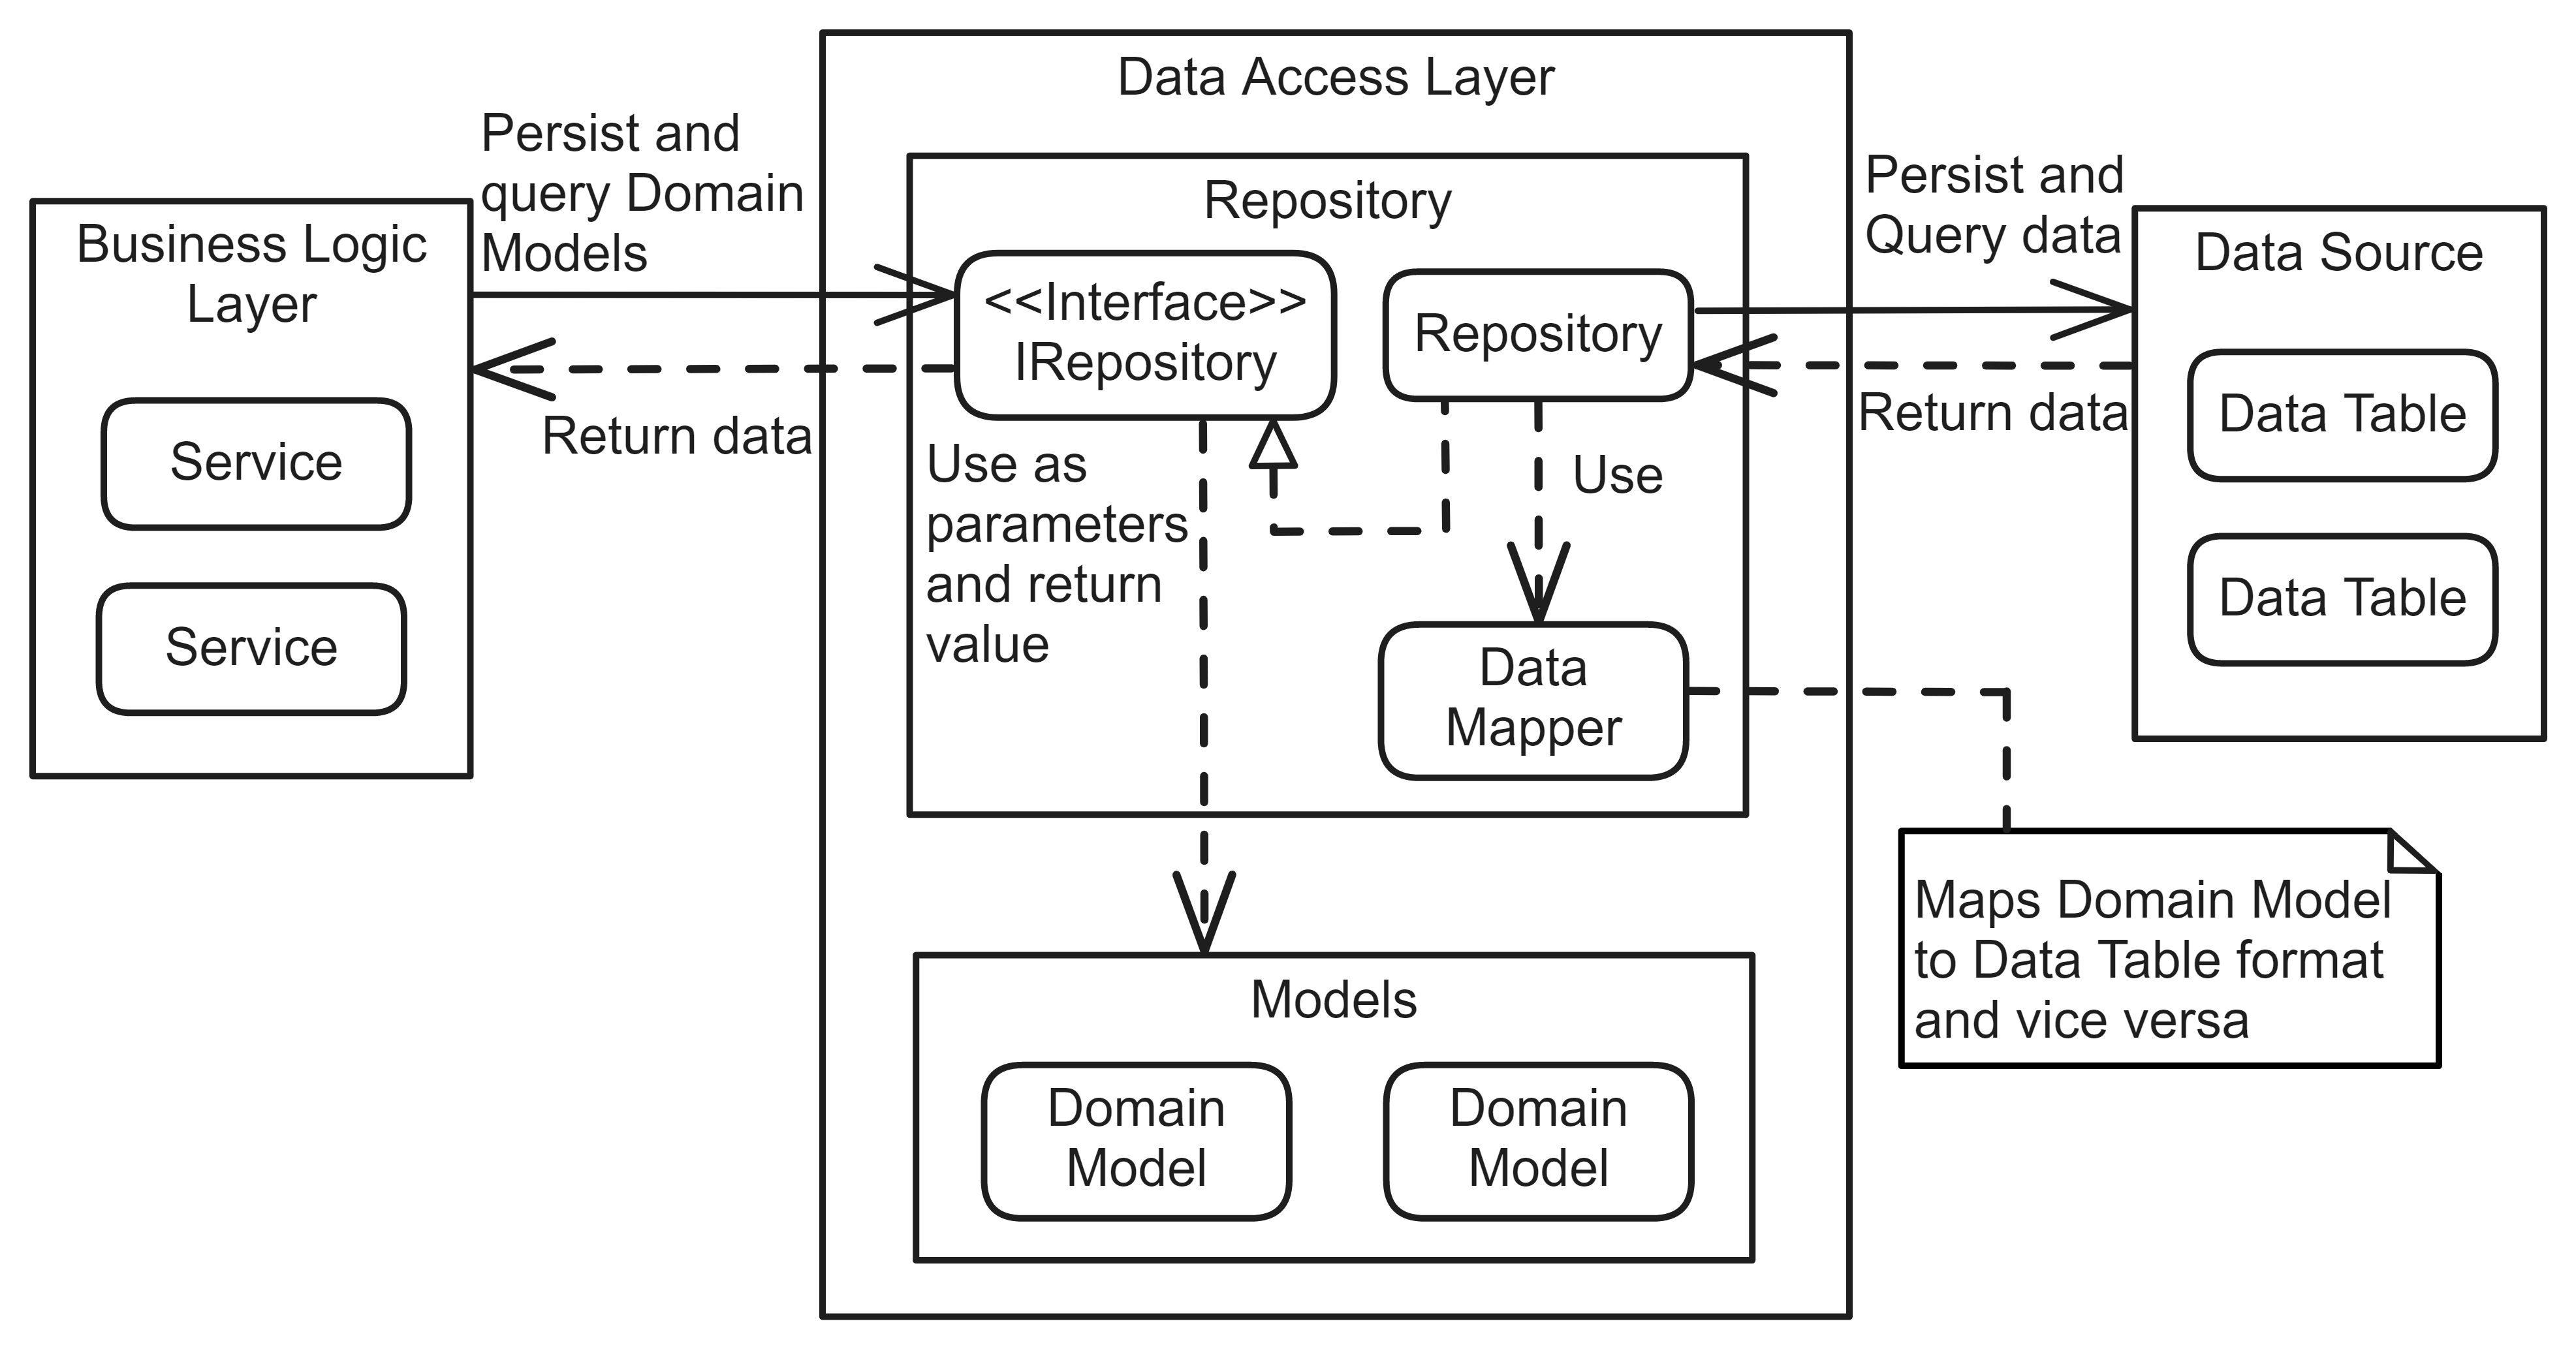 Data Access Layer
Persist and
query Domain
Models
Business Logic
Layer
Service
Service
Return data
Repository
<<Interface>>
IRepository
Repository
Use as
parameters
and return
value
Use
Data
Mapper
Models
Domain
Model
Domain
Model
Persist and
Query data
Return data
Data Source
Data Table
Data Table
Maps Domain Model
to Data Table format
and vice versa